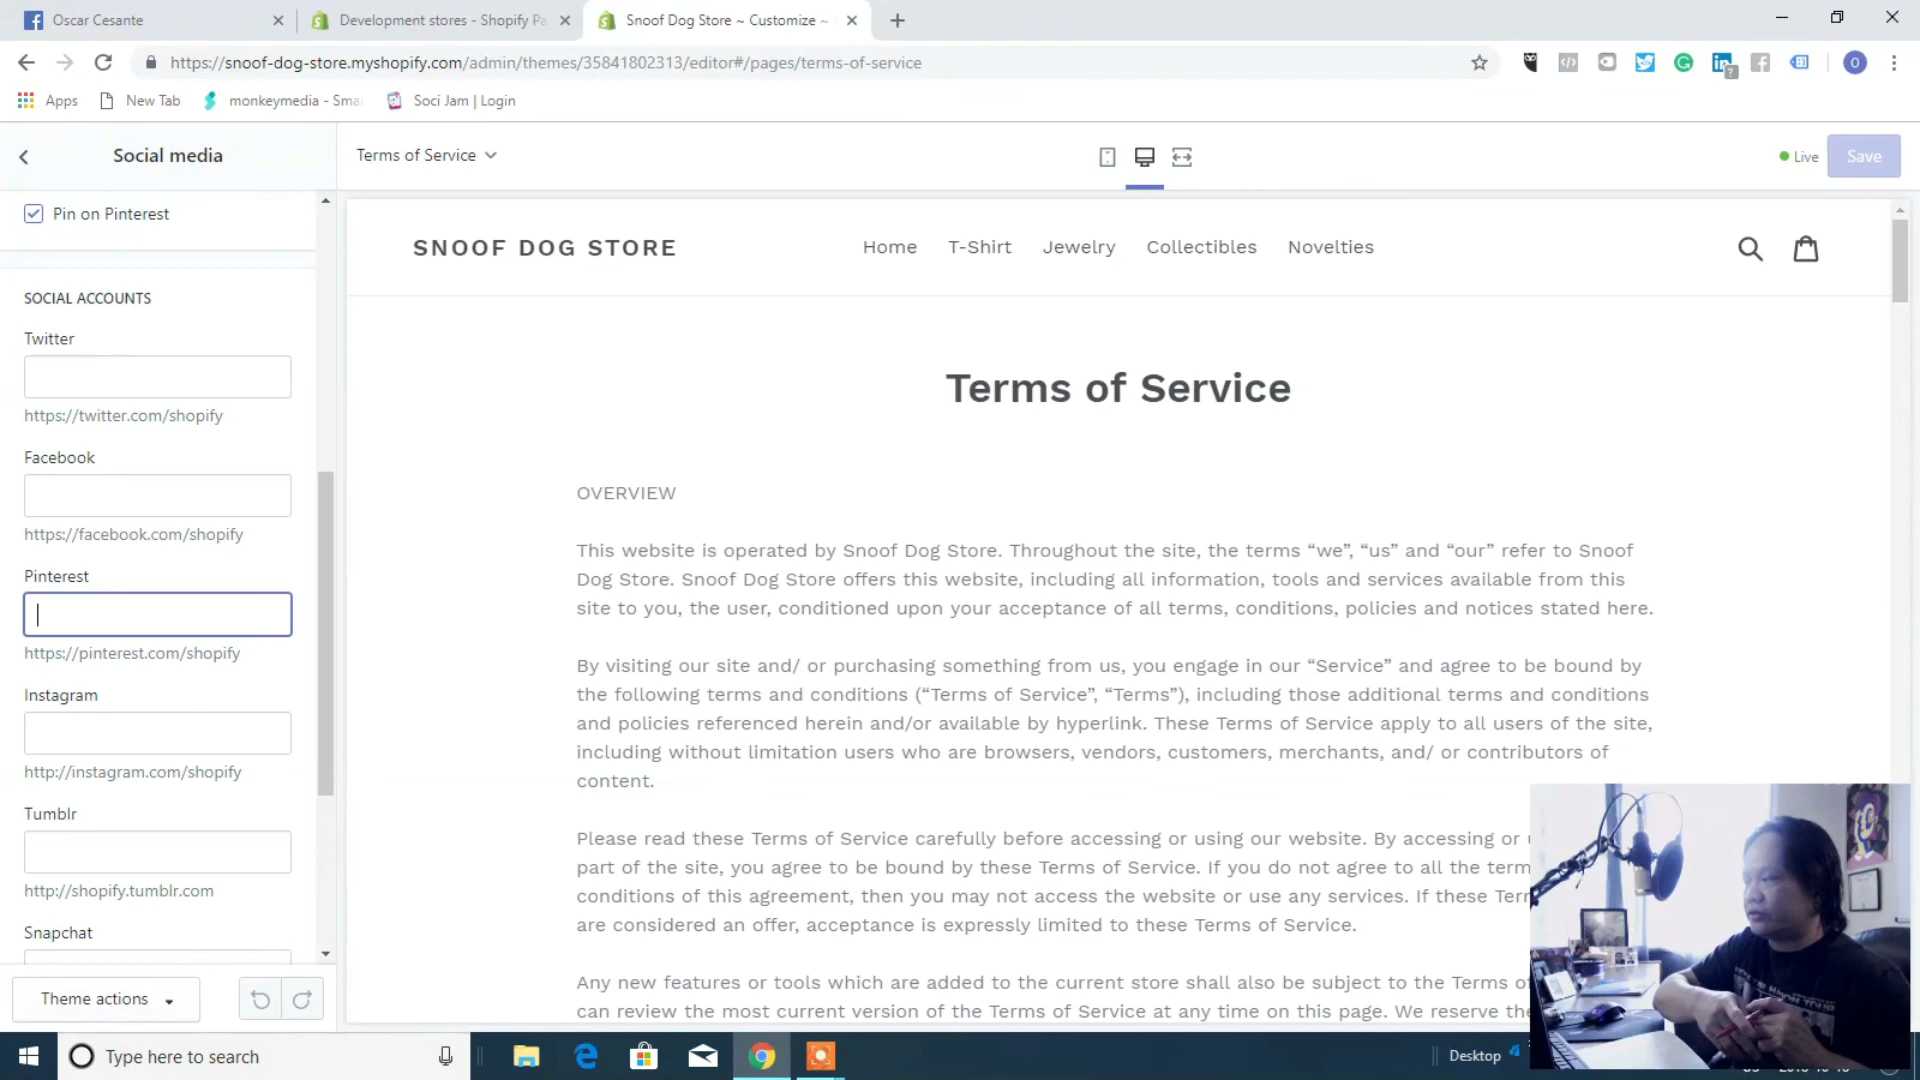 Oscar Cesante
Development stores - Shopify Pa
Snoof Dog Store ~ Customize ~
https://snoof-dog-store.myshopify.com/admin/themes/35841802313/editor#/pages/terms-of-service
Apps
New Tab
monkeymedia - Sma
Soci Jam | Login
Social media
Terms of Service
Live
Save
Pin on Pinterest
SOCIAL ACCOUNTS
Twitter
https://twitter.com/shopify
Facebook
https://facebook.com/shopify
Pinterest
https://pinterest.com/shopify
Instagram
http://instagram.com/shopify
Tumblr
http://shopify.tumblr.com
Snapchat
Theme actions
SNOOF DOG STORE
Home T-Shirt Jewelry Collectibles Novelties
Terms of Service
OVERVIEW
This website is operated by Snoof Dog Store. Throughout the site, the terms “we”, “us” and “our” refer to Snoof
Dog Store. Snoof Dog Store offers this website, including all information, tools and services available from this
site to you, the user, conditioned upon your acceptance of all terms, conditions, policies and notices stated here.
By visiting our site and/ or purchasing something from us, you engage in our “Service” and agree to be bound by
the following terms and conditions (“Terms of Service”, “Terms”), including those additional terms and conditions
and policies referenced herein and/or available by hyperlink. These Terms of Service apply to all users of the site,
including without limitation users who are browsers, vendors, customers, merchants, and/ or contributors of
content.
Please read these Terms of Service carefully before accessing or using our website. By accessing or
part of the site, you agree to be bound by these Terms of Service. If you do not agree to all the term
conditions of this agreement, then you may not access the website or use any services. If these Ter
are considered an offer, acceptance is expressly limited to these Terms of Service.
Any new features or tools which are added to the current store shall also be subject to the Terms o
can review the most current version of the Terms of Service at any time on this page. We reserve the
Type here to search
Desktop